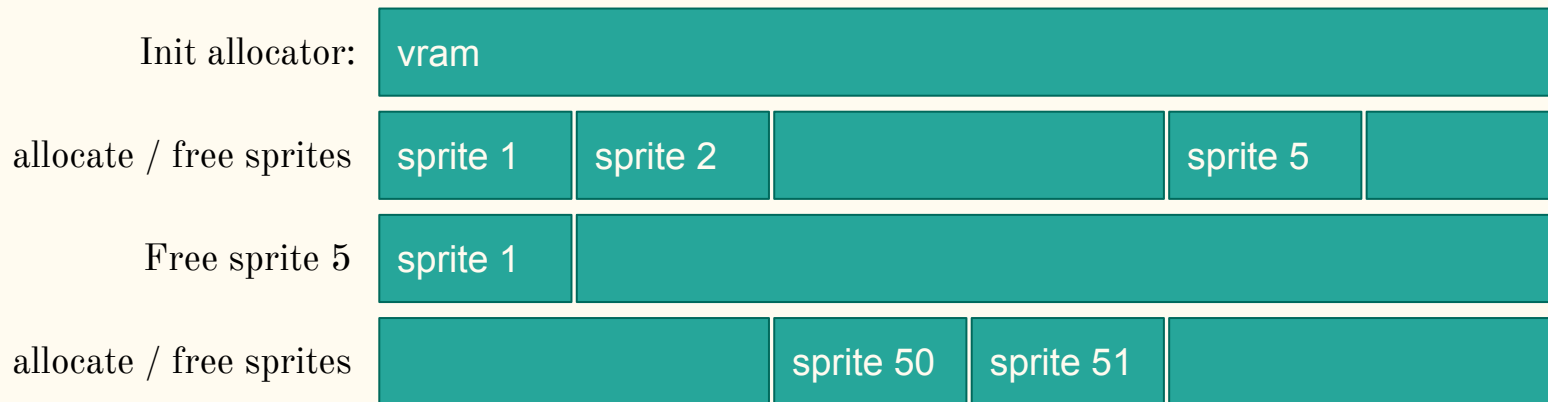 Init allocator: vram
allocate / free sprites sprite 1 sprite 2 sprite 5
Free sprite 5 sprite 1
allocate / free sprites sprite 50 sprite 51